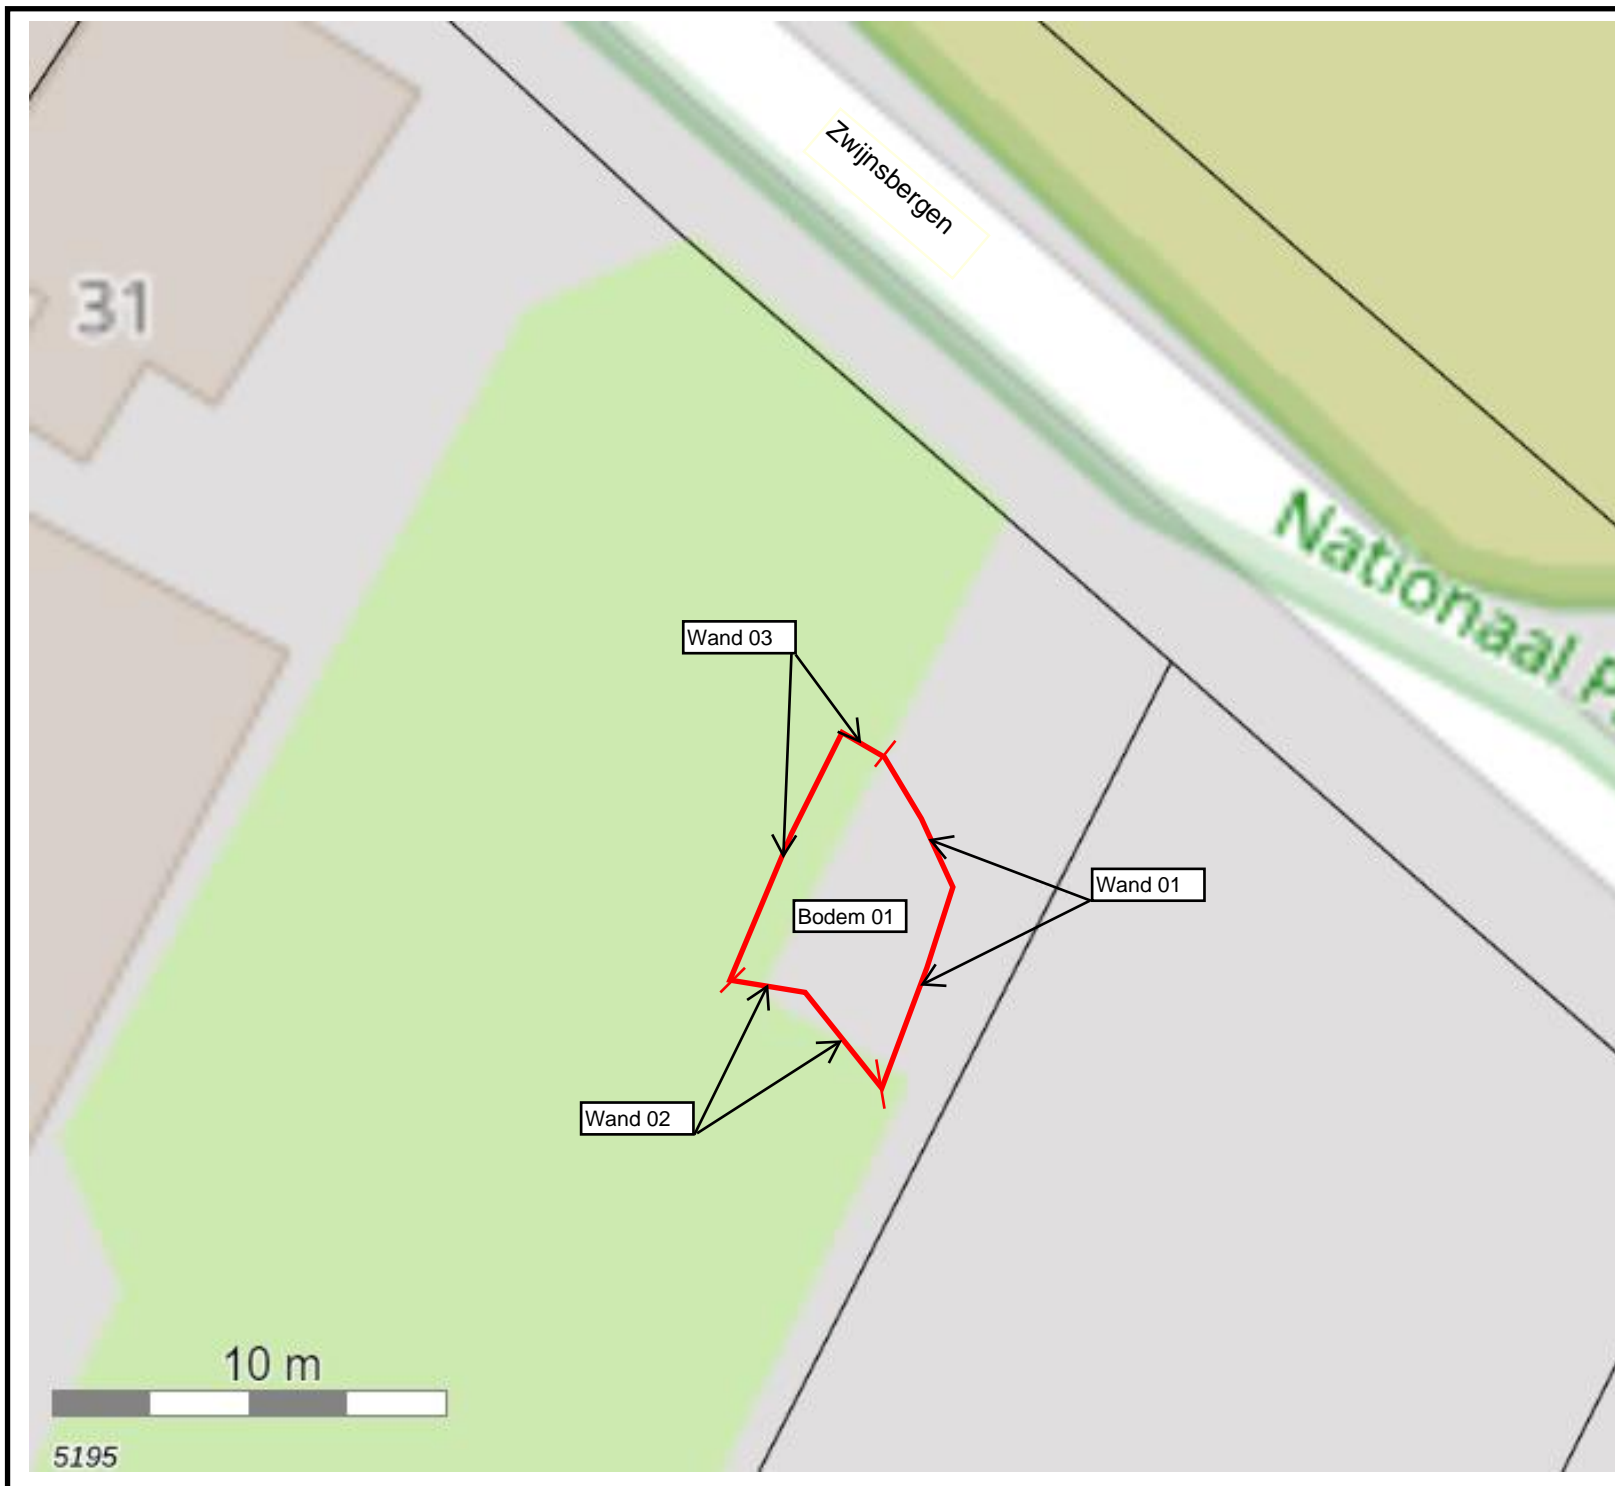 Zwijnsbergen
31
Nationaal P
Wand 03
Wand 01
Bodem 01
Wand 02
10 m
5195